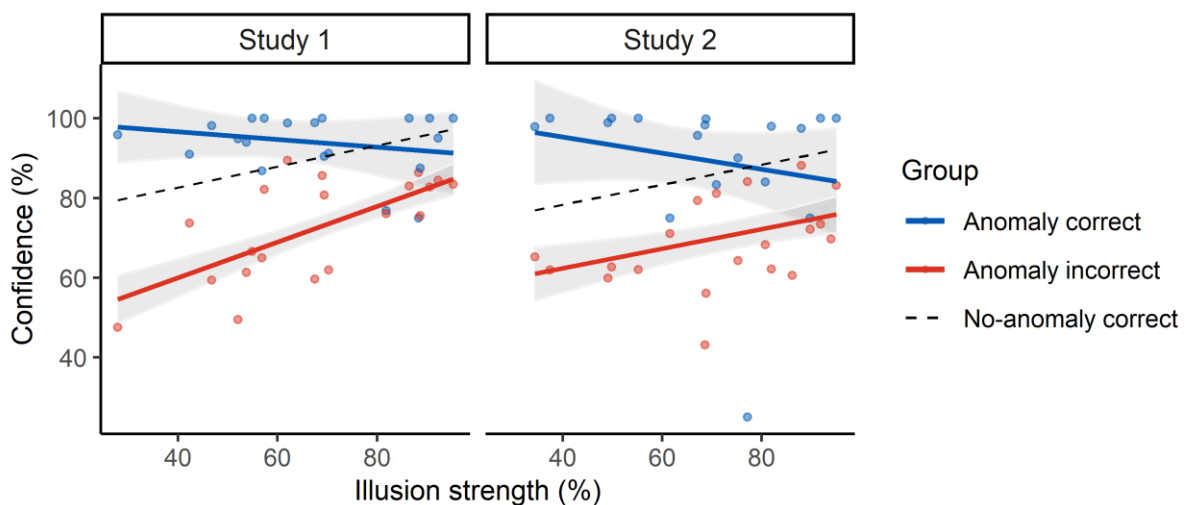 Study 1
Study 2
Confidence (%)
100
80
60
40
40
60
80
40
60
80
Illusion strength (%)
Group
Anomaly correct
Anomaly incorrect
No-anomaly correct